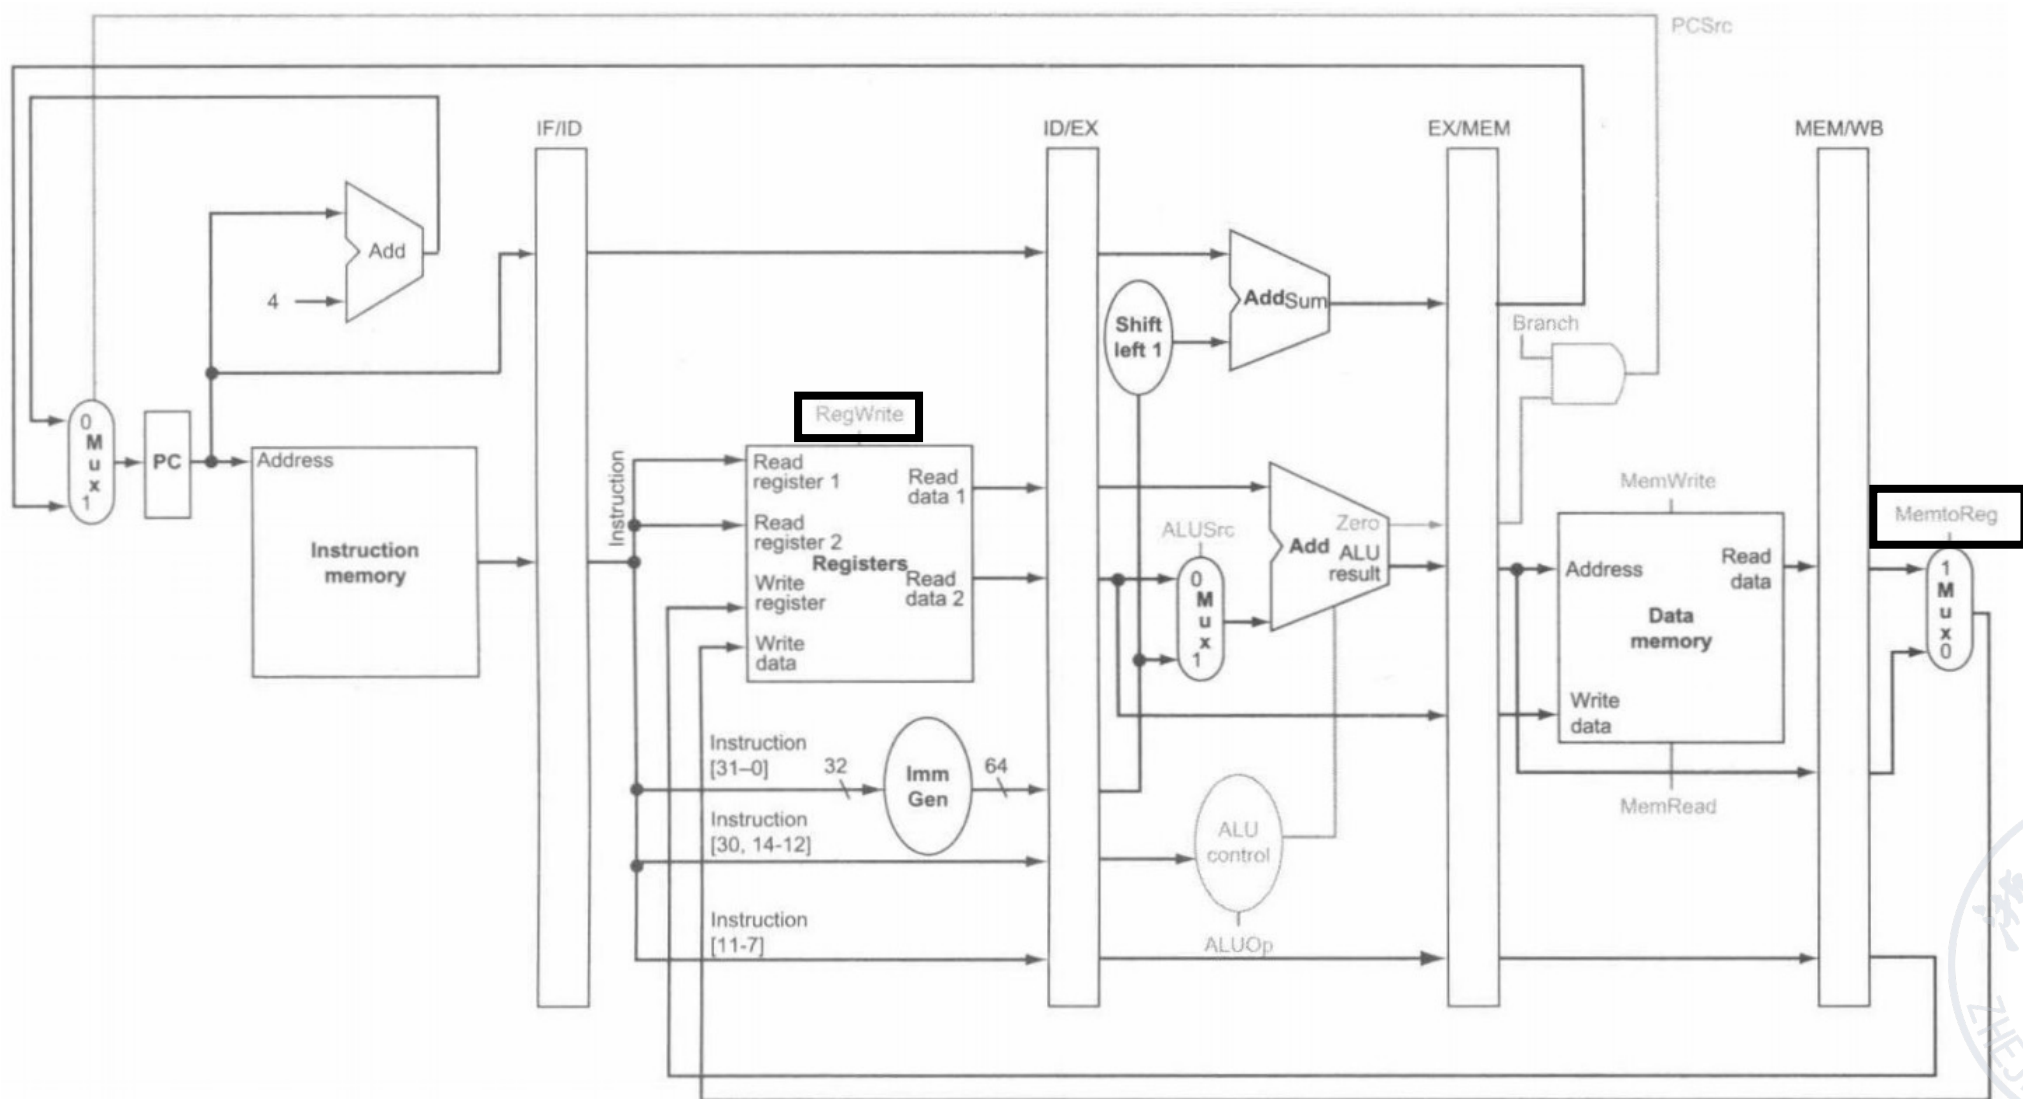 PCSrc
IF/ID
ID/EX
EX/MEM
MEM/WB
Add
4
Shift
left 1
AddSum
Branch
RegWrite
0
M
u
x
1
PC
Address
Instruction
memory
Instruction
Read
register 1
Read
register 2
Write
register
Write
data
Registers
Read
data 1
Read
data 2
ALUSrc
0
M
u
x
1
Zero
Add
ALU
result
MemWrite
Address
Read
data
Data
memory
Write
data
MemRead
MemtoReg
1
M
u
x
0
Instruction
[31–0]
32
Imm
Gen
64
Instruction
[30, 14-12]
ALU
control
Instruction
[11-7]
ALUOp